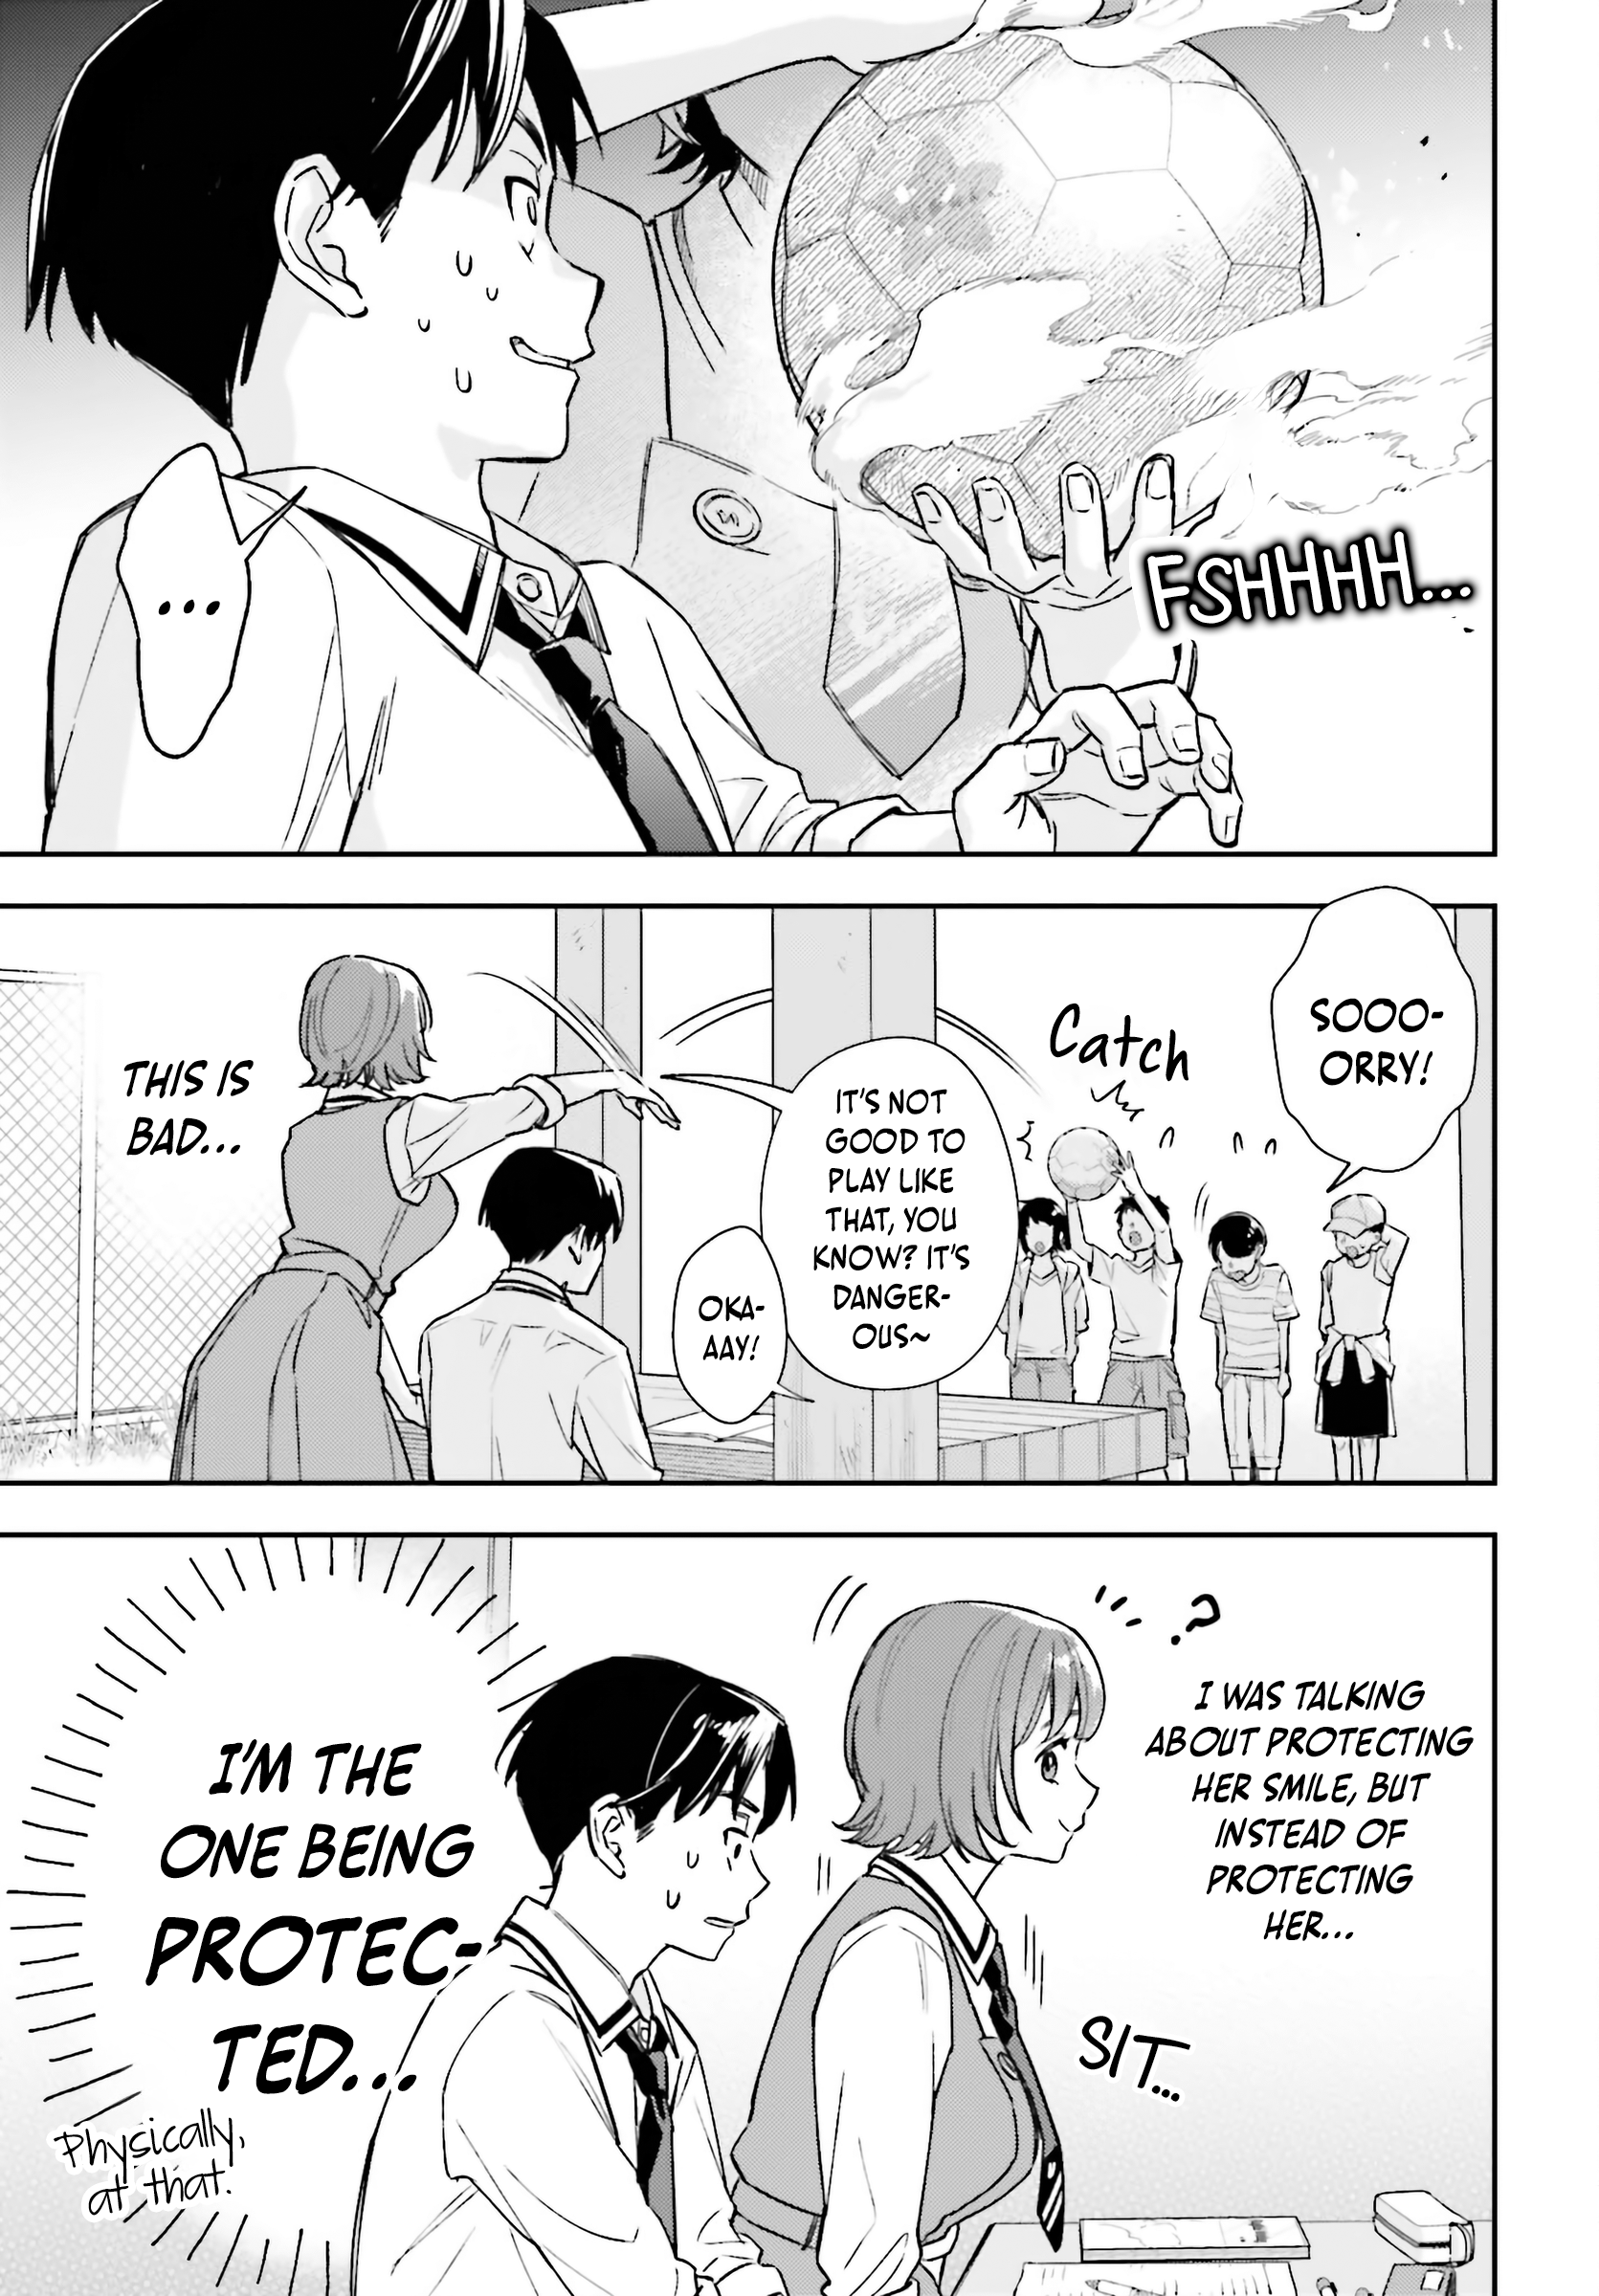 FSHHHH...
...
SOOO-
ORRY!
Catch
IT'S NOT
GOOD TO
PLAY LIKE
THAT, YOU
KNOW? IT'S
DANGER-
OUS~
OKA-
AAY!
THIS IS
BAD...
?
I WAS TALKING
ABOUT PROTECTING
HER SMILE, BUT
INSTEAD OF
PROTECTING
HER...
SIT...
I'M THE
ONE BEING
PROTEC-
TED...
Physically,
at that.